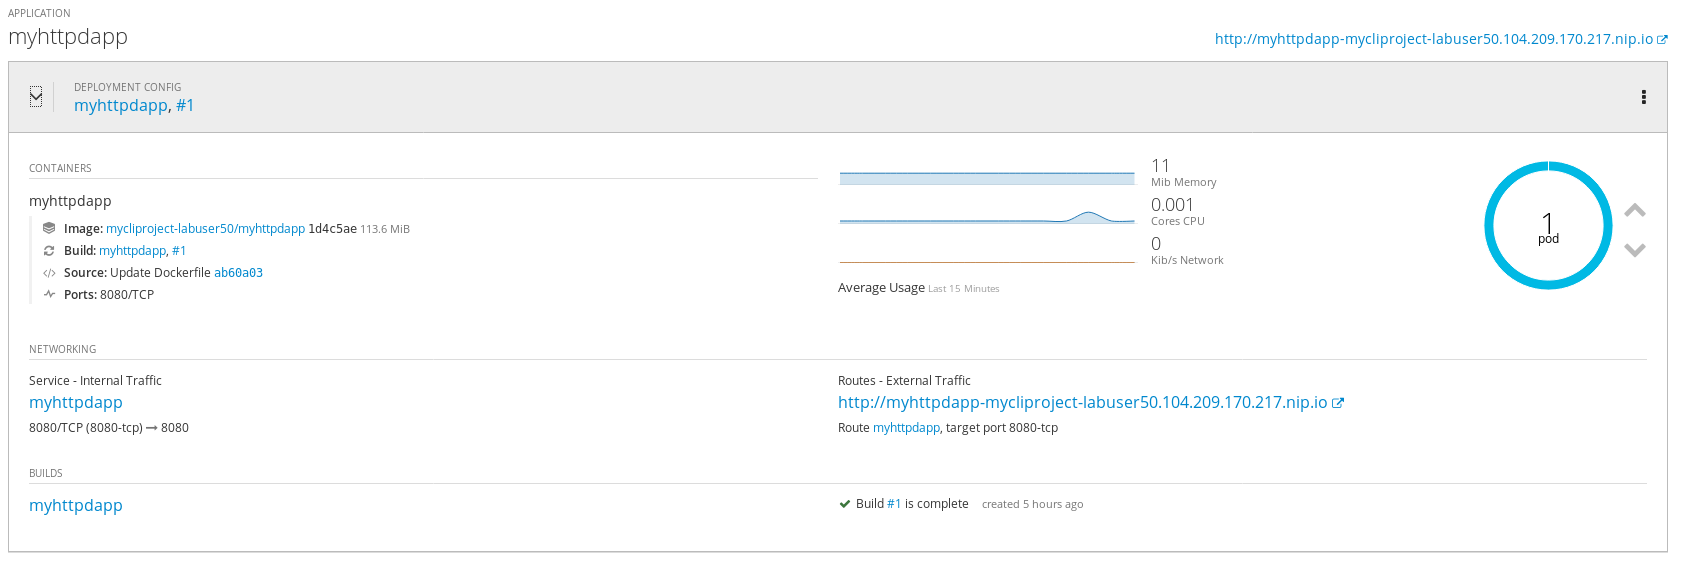 APPLICATION
myhttpdapp
http://myhttpdapp-mycliproject-labuser50.104.209.170.217.nip.io
DEPLOYMENT CONFIG
myhttpdapp, #1
CONTAINERS
myhttpdapp
Image: mycliproject-labuser50/myhttpdapp 1d4c5ae 113.6 MiB
Build: myhttpdapp, #1
Source: Update Dockerfile ab60a03
Ports: 8080/TCP
11
Mib Memory
0.001
Cores CPU
0
Kib/s Network
Average Usage Last 15 Minutes
1
pod
NETWORKING
Service - Internal Traffic
myhttpdapp
8080/TCP (8080-tcp) → 8080
Routes - External Traffic
http://myhttpdapp-mycliproject-labuser50.104.209.170.217.nip.io
Route myhttpdapp, target port 8080-tcp
BUILDS
myhttpdapp
Build #1 is complete created 5 hours ago